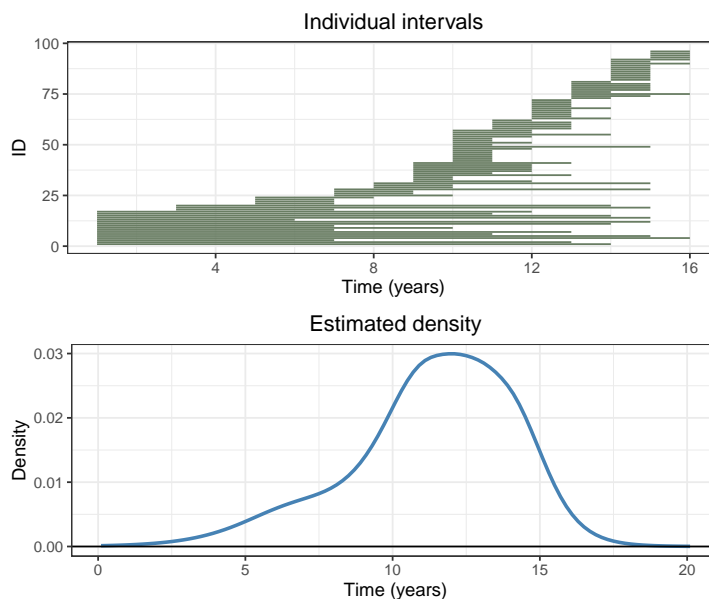 Individual intervals
100
75
50
25
0
ID
4 8 12 16
Time (years)
Estimated density
0.03
0.02
0.01
0.00
Density
0 5 10 15 20
Time (years)